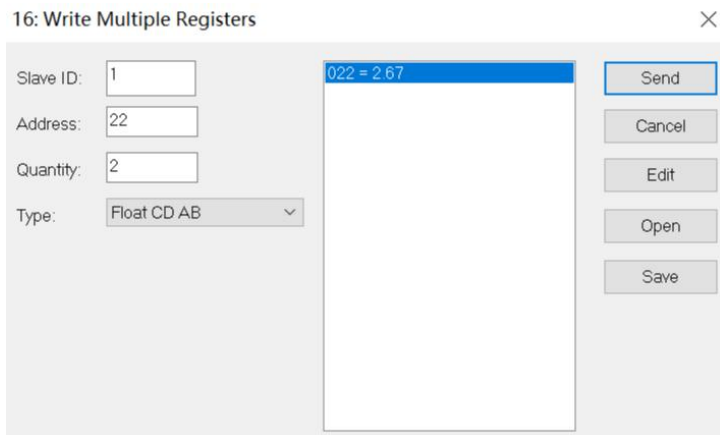 16: Write Multiple Registers
Slave ID: 1
Address: 22
Quantity: 2
Type: Float CD AB
022 = 2.67
Send
Cancel
Edit
Open
Save